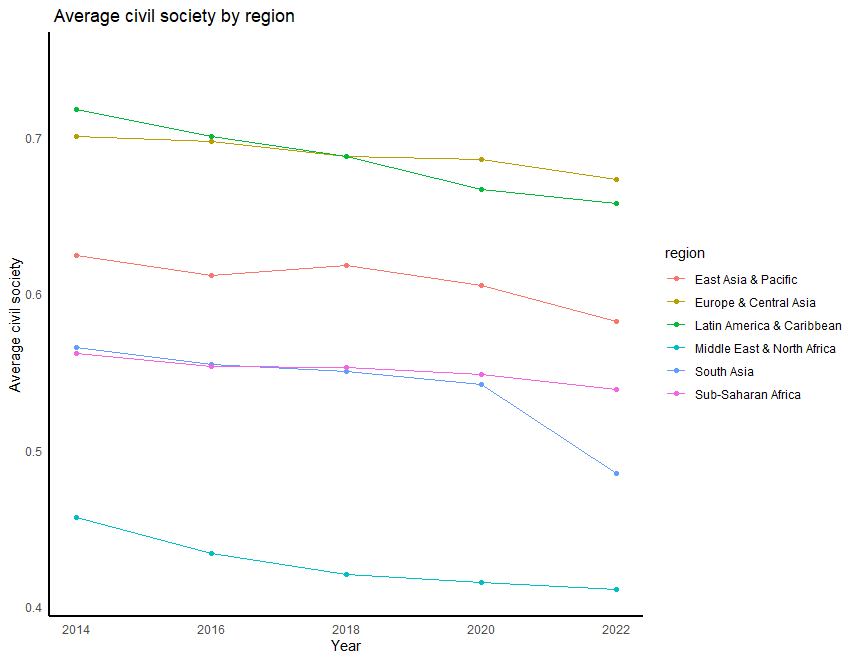 Average civil society by region
Average civil society
0.7
0.6
0.5
0.4
2014 2016 2018 2020 2022
Year
region
East Asia & Pacific
Europe & Central Asia
Latin America & Caribbean
Middle East & North Africa
South Asia
Sub-Saharan Africa